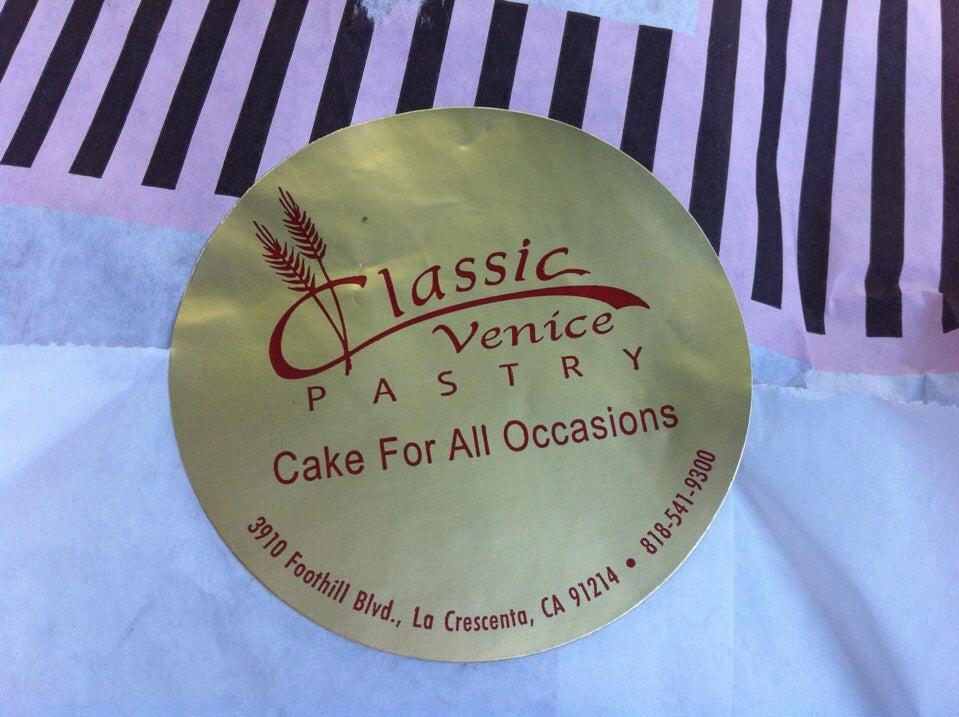 Classic
Venice
PASTRY
Cake For All Occasions
3910 Foothill Blvd., La Crescenta, CA 91214 • 818-541-9300